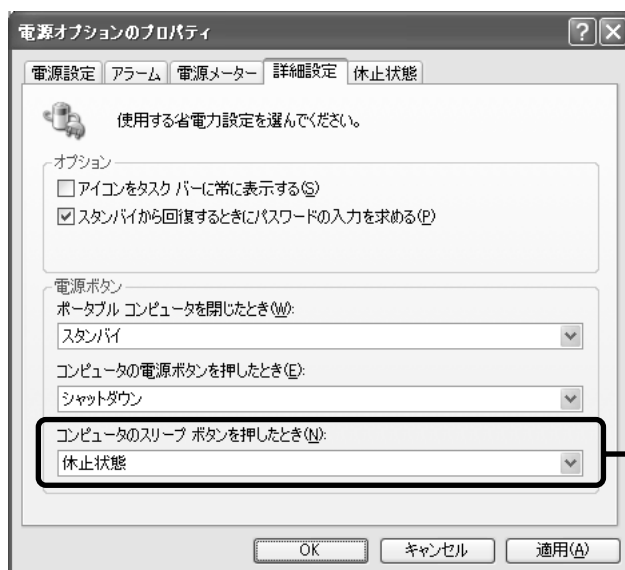 電源オプションのプロパティ
電源設定 アラーム 電源メーター 詳細設定 休止状態
使用する省電力設定を選んでください。
オプション
アイコンをタスク バーに常に表示する(S)
スタンバイから回復するときにパスワードの入力を求める(P)
電源ボタン
ポータブル コンピュータを閉じたとき(W):
スタンバイ
コンピュータの電源ボタンを押したとき(E):
シャットダウン
コンピュータのスリープ ボタンを押したとき(N):
休止状態
OK キャンセル 適用(A)